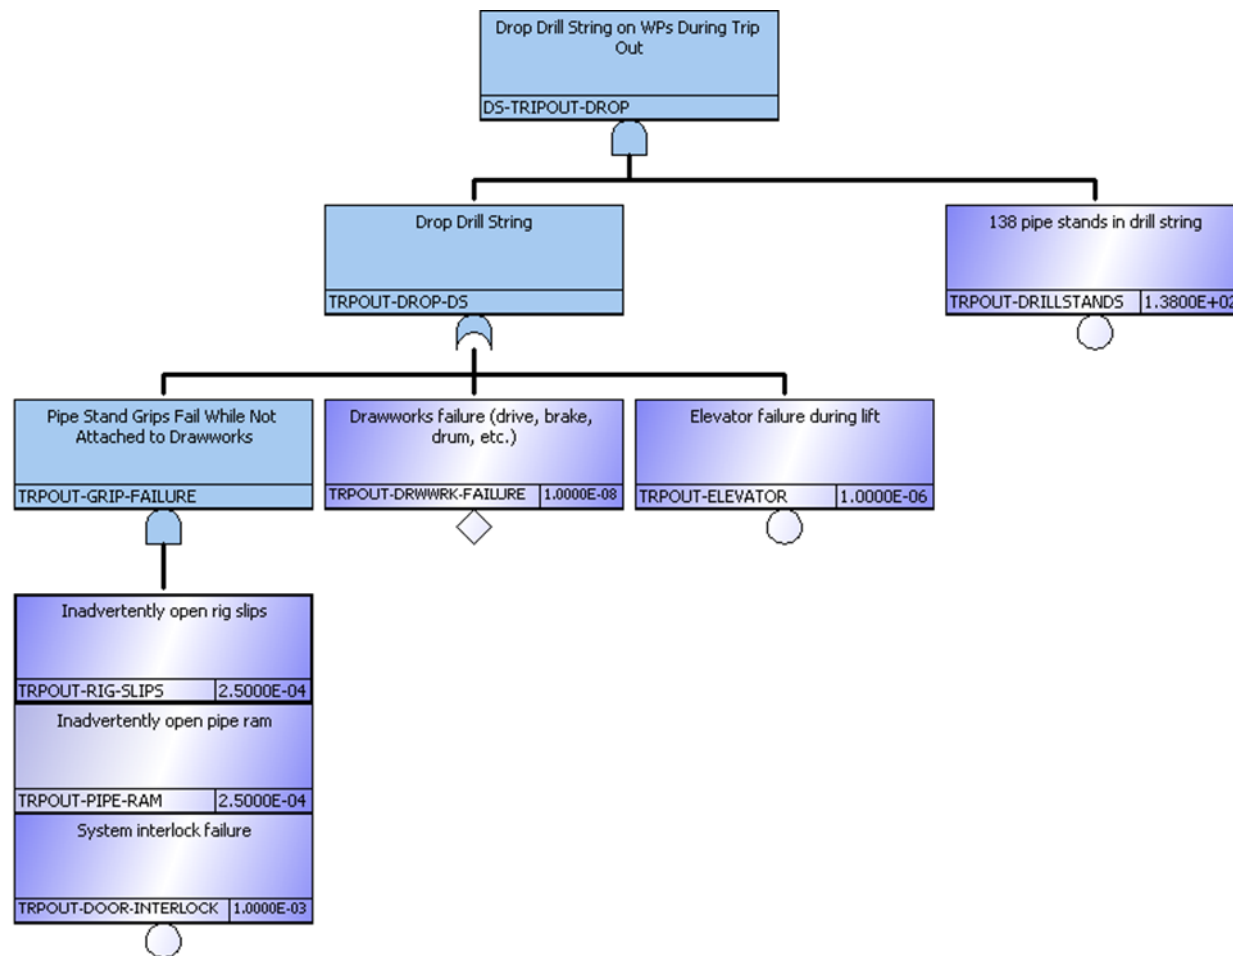 Drop Drill String on WPs During Trip
Out
DS-TRIPOUT-DROP
Drop Drill String
TRPOUT-DROP-DS
138 pipe stands in drill string
TRPOUT-DRILLSTANDS 1.3800E+02
Pipe Stand Grips Fail While Not
Attached to Drawworks
TRPOUT-GRIP-FAILURE
Drawworks failure (drive, brake,
drum, etc.)
TRPOUT-DRWWRK-FAILURE 1.0000E-08
Elevator failure during lift
TRPOUT-ELEVATOR 1.0000E-06
Inadvertently open rig slips
TRPOUT-RIG-SLIPS 2.5000E-04
Inadvertently open pipe ram
TRPOUT-PIPE-RAM 2.5000E-04
System interlock failure
TRPOUT-DOOR-INTERLOCK 1.0000E-03